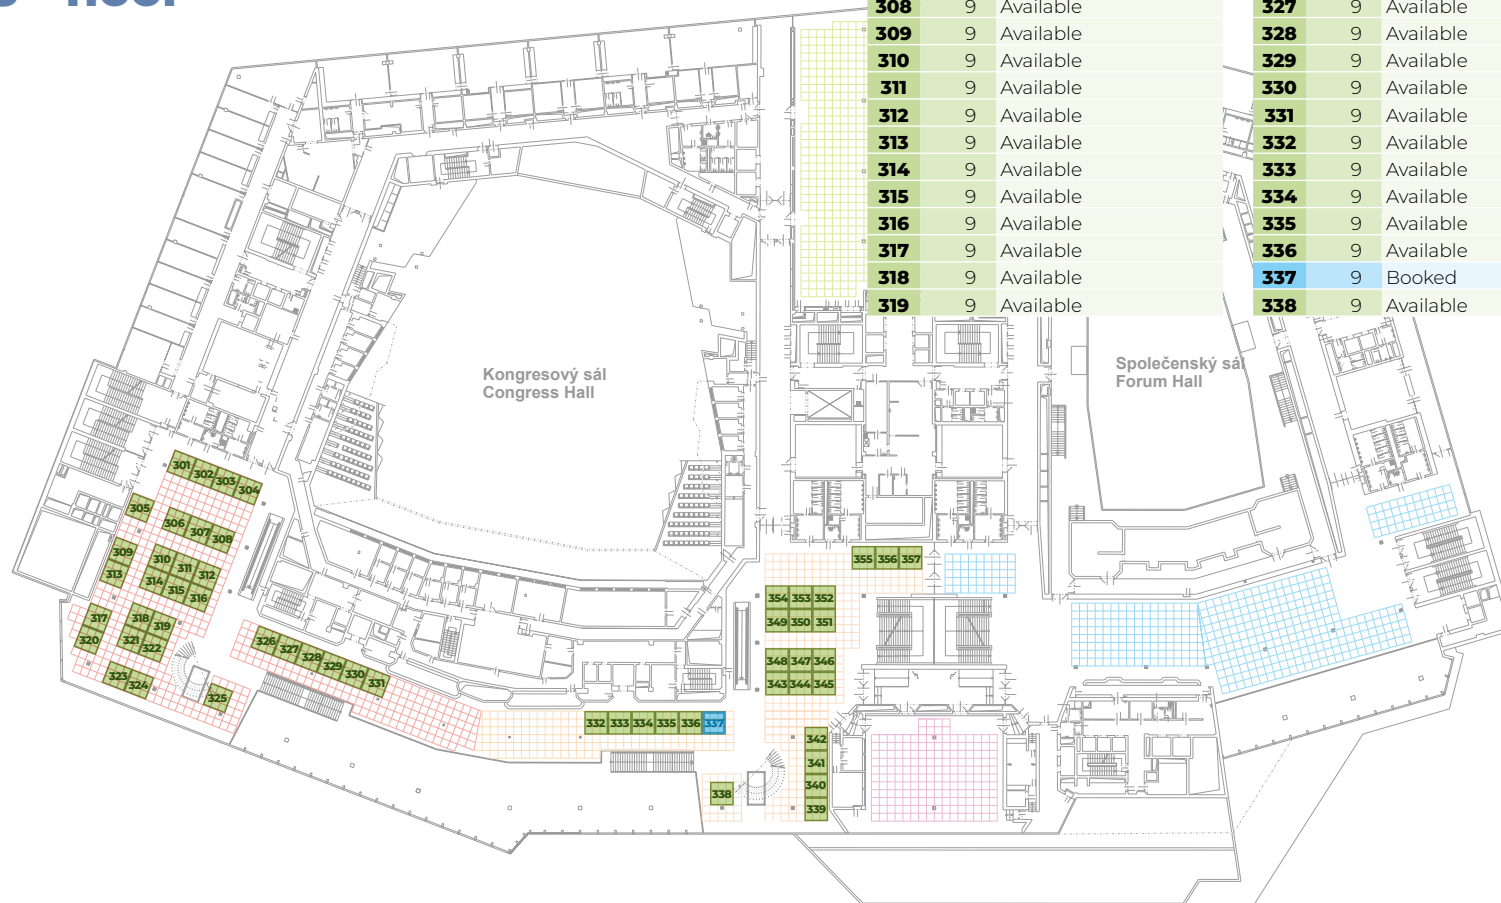 308 9 Available
309 9 Available
310 9 Available
311 9 Available
312 9 Available
313 9 Available
314 9 Available
315 9 Available
316 9 Available
317 9 Available
318 9 Available
319 9 Available
327 9 Available
328 9 Available
329 9 Available
330 9 Available
331 9 Available
332 9 Available
333 9 Available
334 9 Available
335 9 Available
336 9 Available
337 9 Booked
338 9 Available
Kongresový sál
Congress Hall
Společenský sál
Forum Hall
301 302 303 304
305
306 307 308
309
313
310 311 312
314 315 316
317
320
318 319
321 322
323 324
325
326 327 328 329 330 331
332 333 334 335 336 337
338
355 356 357
354 353 352
349 350 351
348 347 346
343 344 345
342
341
340
339